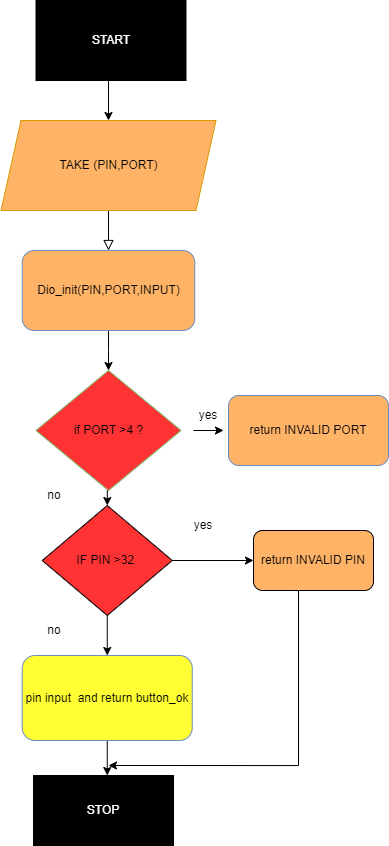 START
TAKE (PIN,PORT)
Dio_init(PIN,PORT,INPUT)
if PORT >4 ?
yes
return INVALID PORT
no
yes
IF PIN >32
return INVALID PIN
no
pin input  and return button_ok
STOP